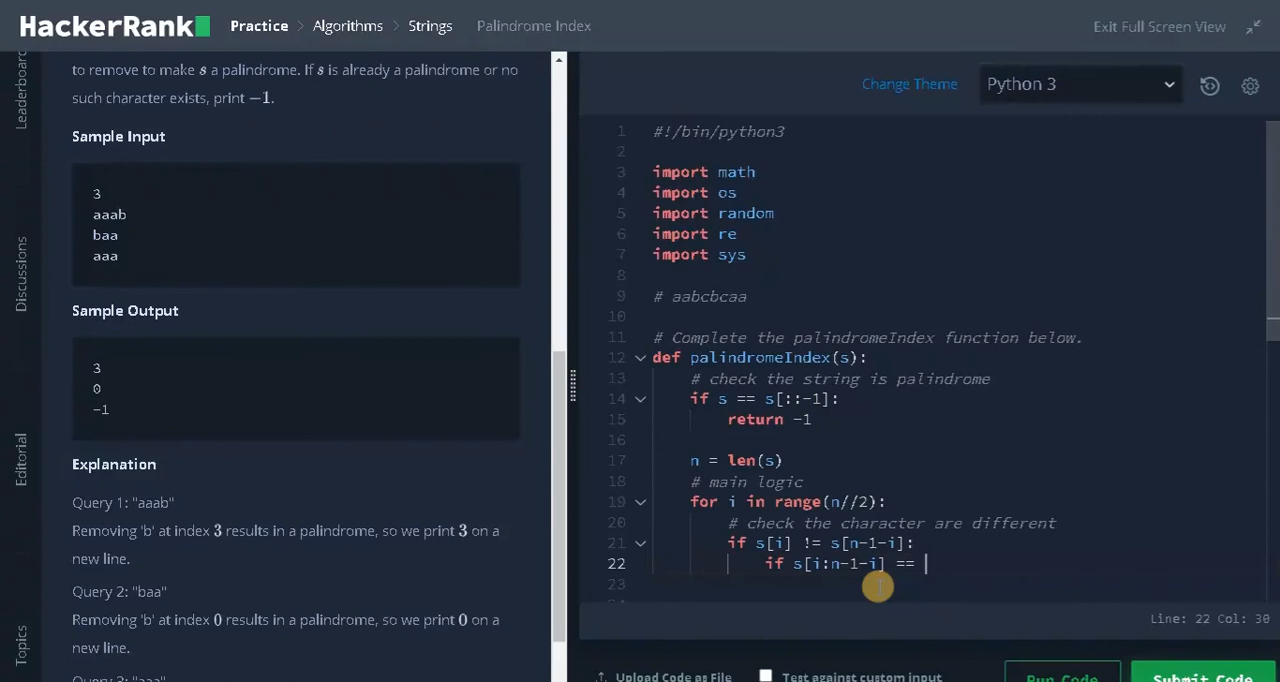 HackerRank Practice > Algorithms > Strings > Palindrome Index Exit Full Screen View
Leaderboard
Discussions
Editorial
Topics
to remove to make s a palindrome. If s is already a palindrome or no
such character exists, print −1.
Sample Input
3
aaab
baa
aaa
Sample Output
3
0
-1
Explanation
Query 1: "aaab"
Removing 'b' at index 3 results in a palindrome, so we print 3 on a
new line.
Query 2: "baa"
Removing 'b' at index 0 results in a palindrome, so we print 0 on a
new line.
Query 3: "aaa"
Change Theme Python 3
1 #!/bin/python3
2
3 import math
4 import os
5 import random
6 import re
7 import sys
8
9 # aabcbcaa
10
11 # Complete the palindromeIndex function below.
12 def palindromeIndex(s):
13 # check the string is palindrome
14 if s == s[::-1]:
15 return -1
16
17 n = len(s)
18 # main logic
19 for i in range(n//2):
20 # check the character are different
21 if s[i] != s[n-1-i]:
22 if s[i:n-1-i] ==
23
24
Line: 22 Col: 30
Upload Code as File Test against custom input Run Code Submit Code